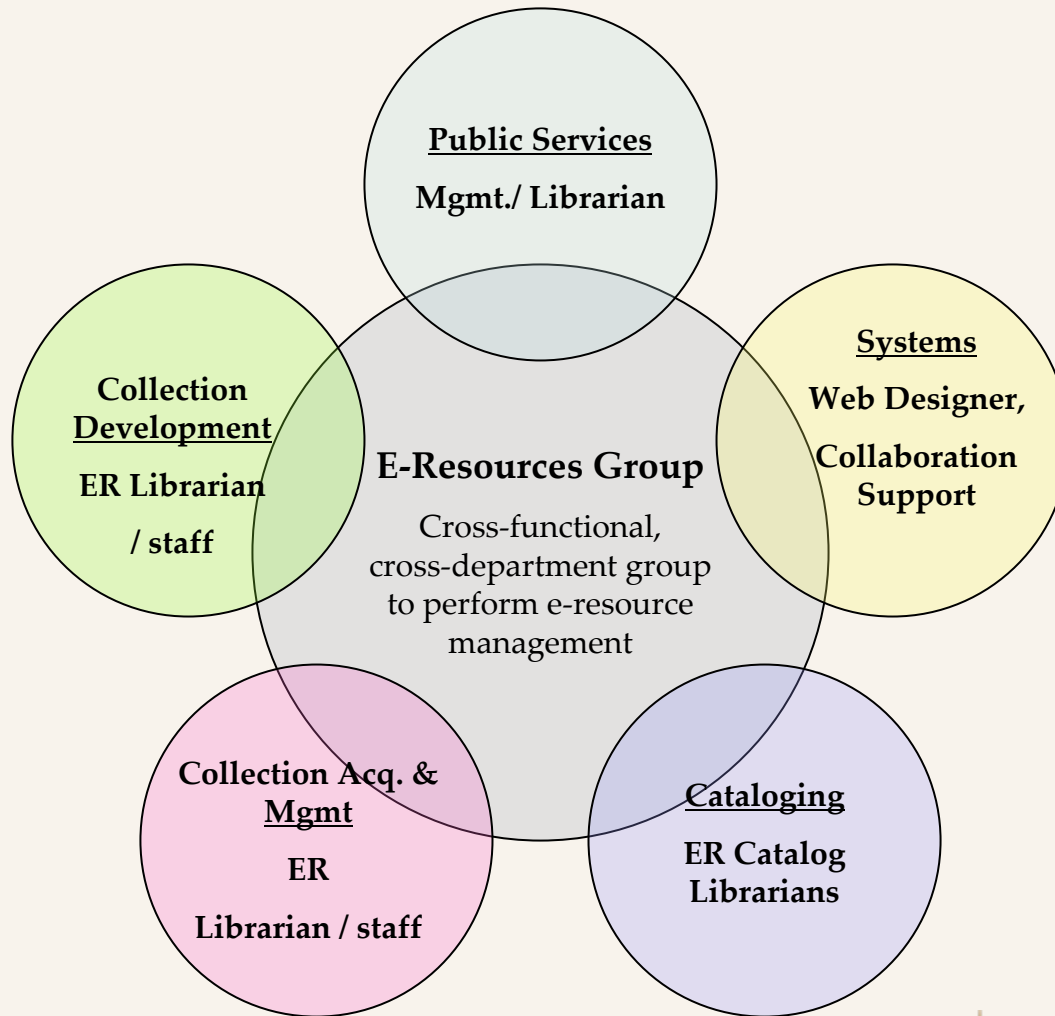 Public Services
Mgmt./ Librarian
Systems
Web Designer,
Collaboration
Support
Collection
Development
ER Librarian
/ staff
E-Resources Group
Cross-functional,
cross-department group
to perform e-resource
management
Collection Acq. &
Mgmt
ER
Librarian / staff
Cataloging
ER Catalog
Librarians